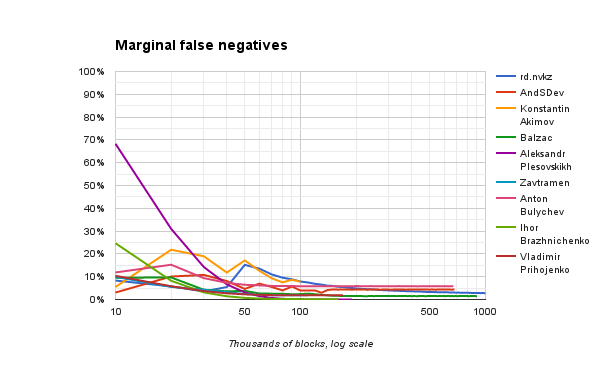 Marginal false negatives
100%
90%
80%
70%
60%
50%
40%
30%
20%
10%
0%
10
50
100
500
1000
Thousands of blocks, log scale
rd.nvkz
AndSDev
Konstantin
Akimov
Balzac
Aleksandr
Plesovskikh
Zavtramen
Anton
Bulychev
Ihor
Brazhnichenko
Vladimir
Prihojenko